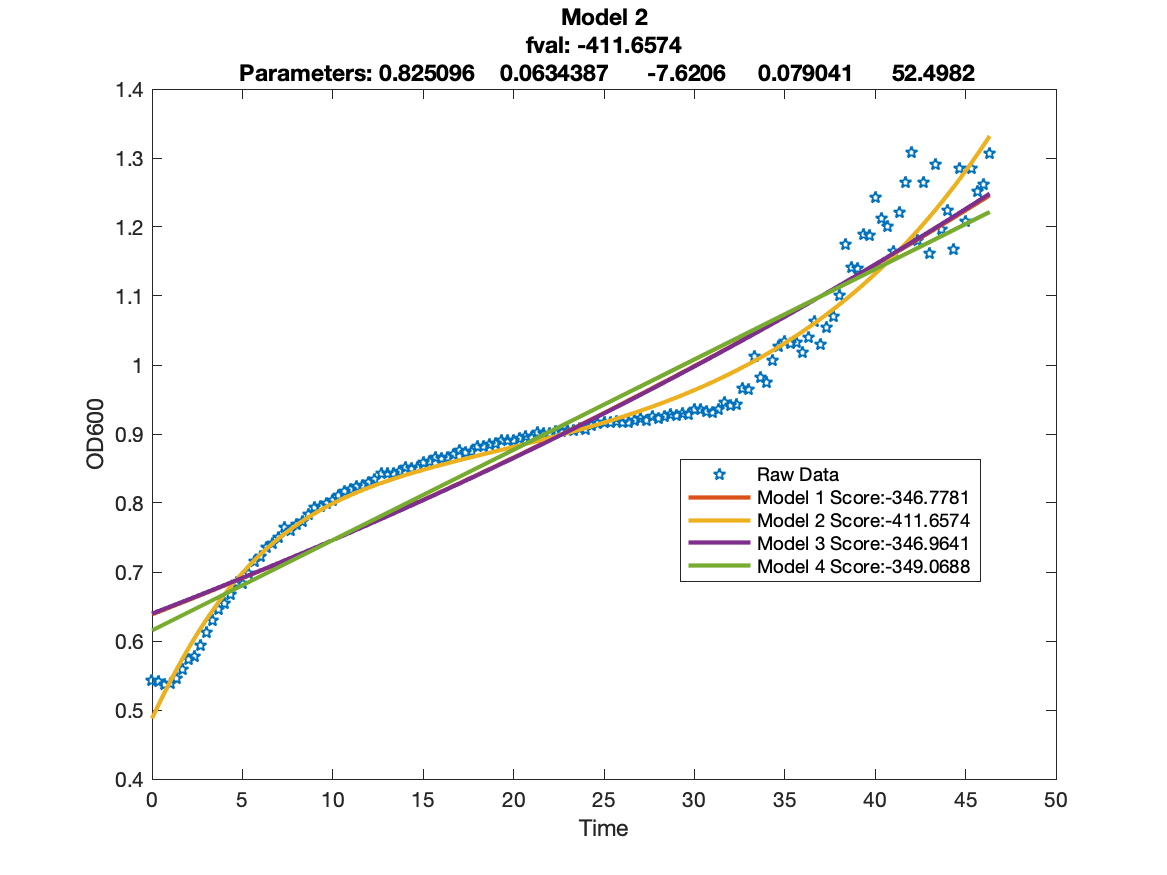 Model 2
fval: -411.6574
Parameters: 0.825096 0.0634387 -7.6206 0.079041 52.4982
1.4
1.3
1.2
1.1
1
0.9
0.8
0.7
0.6
0.5
0.4
OD600
Raw Data
Model 1 Score:-346.7781
Model 2 Score:-411.6574
Model 3 Score:-346.9641
Model 4 Score:-349.0688
0 5 10 15 20 25 30 35 40 45 50
Time